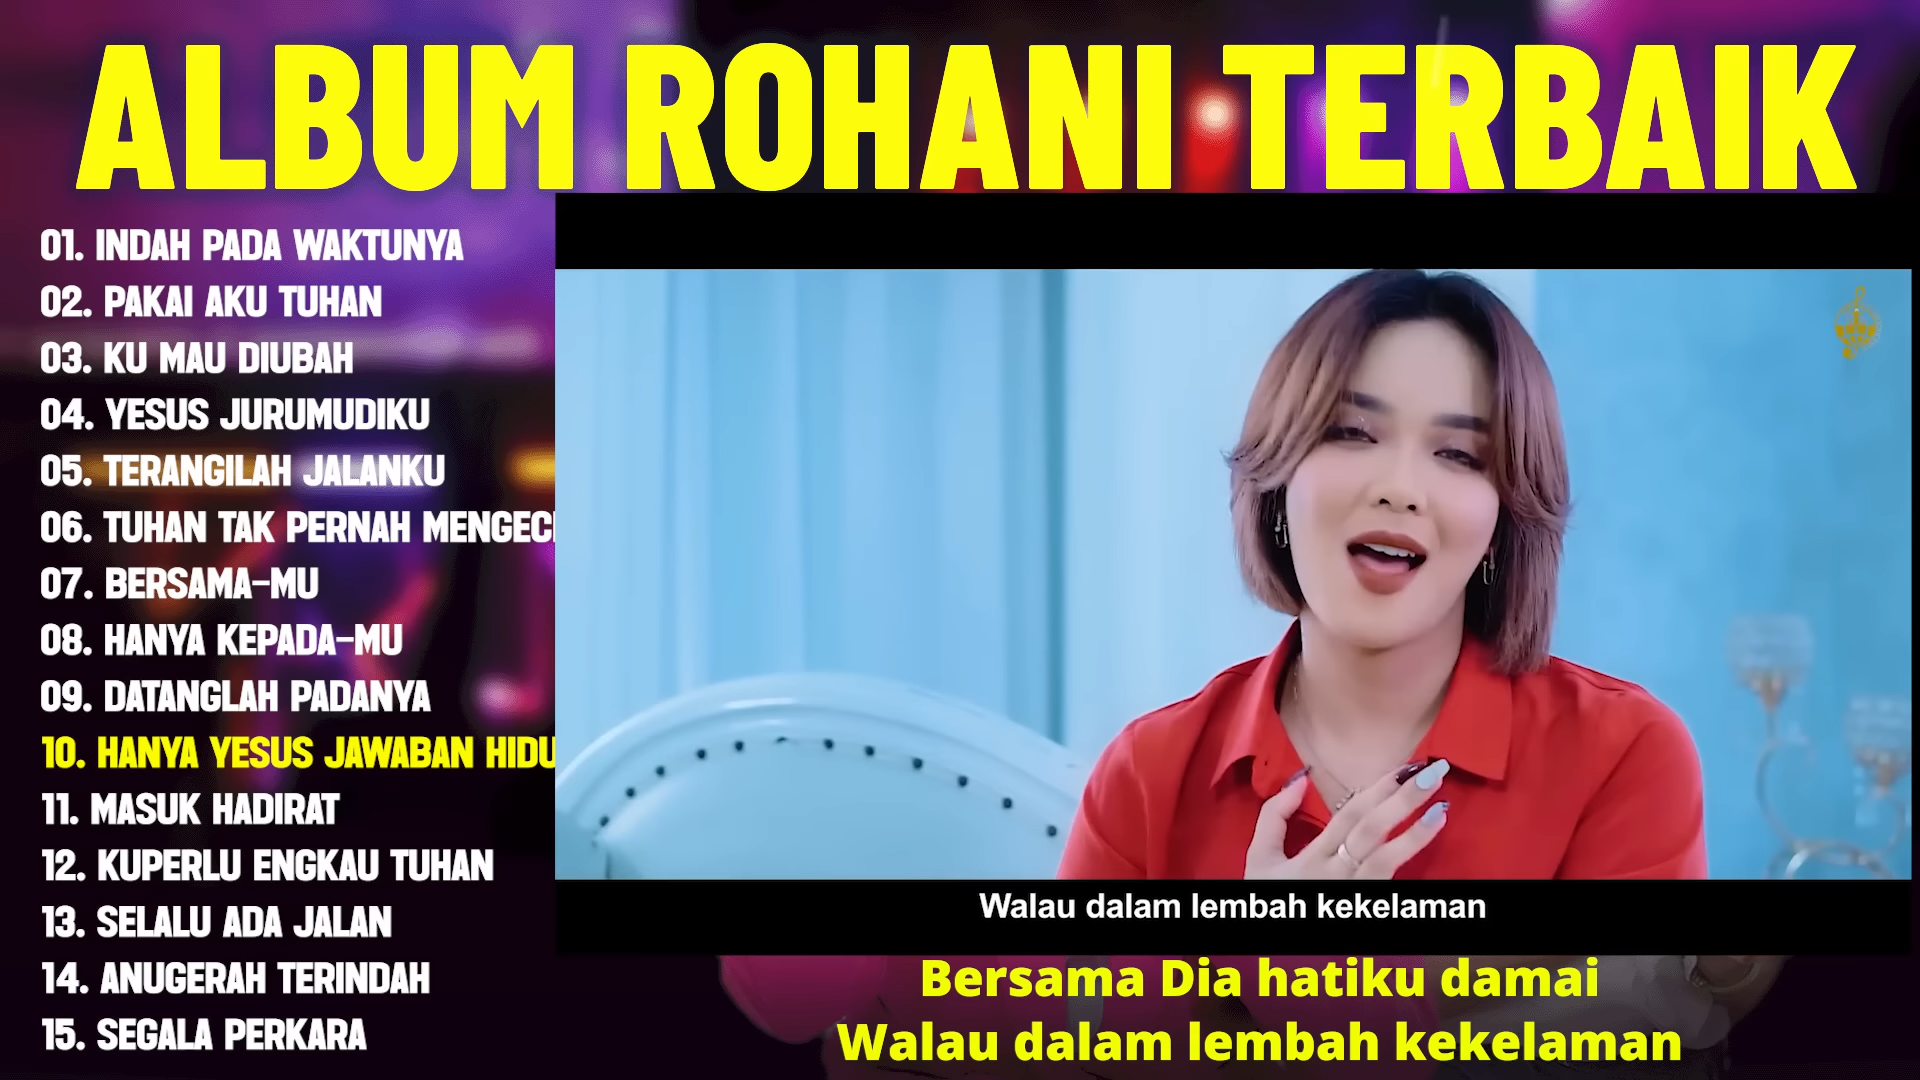 ALBUM ROHANI TERBAIK
01. INDAH PADA WAKTUNYA
02. PAKAI AKU TUHAN
03. KU MAU DIUBAH
04. YESUS JURUMUDIKU
05. TERANGILAH JALANKU
06. TUHAN TAK PERNAH
07. BERSAMA-MU
08. HANYA KEPADA-MU
09. DATANGLAH PADANYA
10. HANYA YESUS JAWABAN
11. MASUK HADIRAT
12. KUPERLU ENGKAU TUHAN
13. SELALU ADA JALAN
14. ANUGERAH TERINDAH
15. SEGALA PERKARA
Walau dalam lembah kekelaman
Bersama Dia hatiku damai
Walau dalam lembah kekelaman